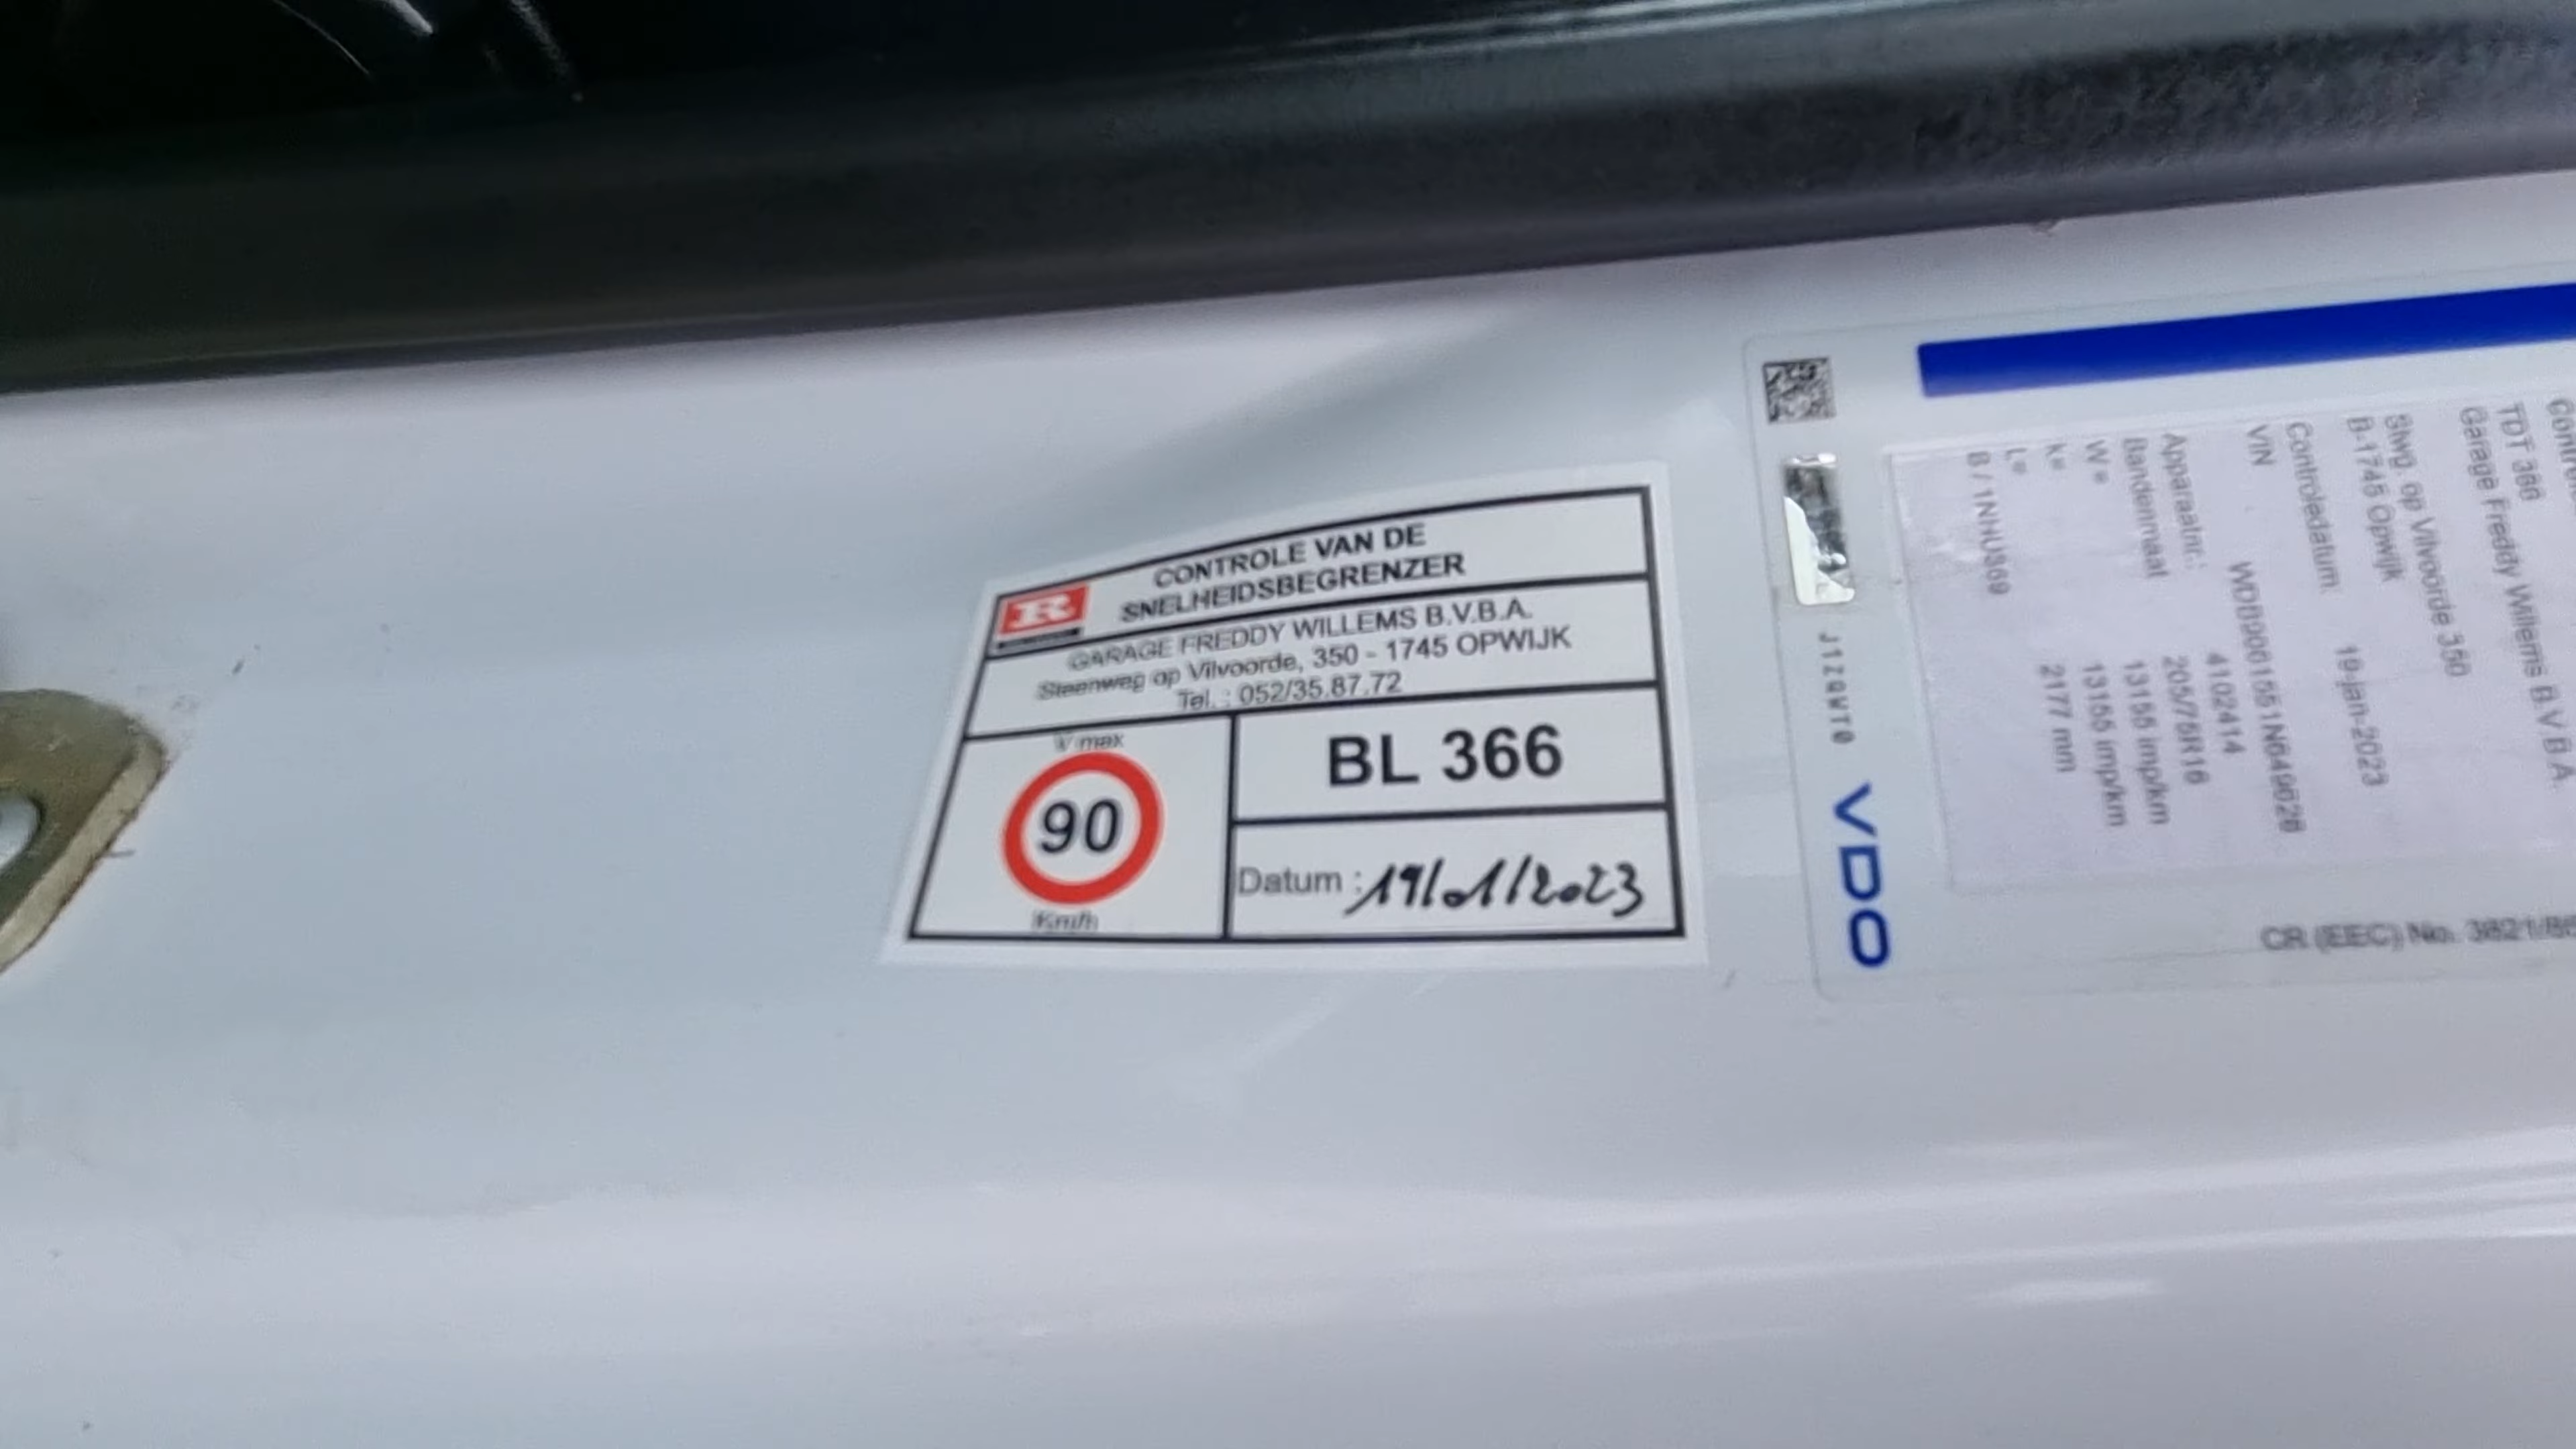 R
CONTROLE VAN DE
SNELHEIDSBEGRENZER
GARAGE FREDDY WILLEMS B.V.B.A.
Steenweg op Vilvoorde, 350 - 1745 OPWIJK
Tel. : 052/35.87.72
V max
90
Km/h
BL 366
Datum : 19/01/2023
TDT 366
Garage Freddy Willems B.V.B.A.
Stwg. op Vilvoorde 350
B-1745 Opwijk
Controledatum: 19-jan-2023
VIN
Apparaatnr.: 4102414
Bandenmaat 205/75R16
W = 13155 imp/km
k= 13155 imp/km
L= 2177 mm
B / 1NHU369
VDO
CR (EEC) No. 3821/85